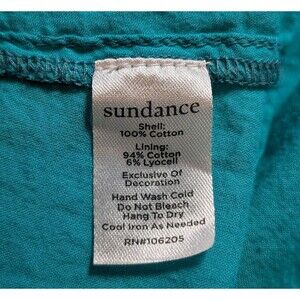 sundance
Shell:
100% Cotton
Lining:
94% Cotton
6% Lyocell
Exclusive Of
Decoration
Hand Wash Cold
Do Not Bleach
Hang To Dry
Cool Iron As Needed
RN#106205